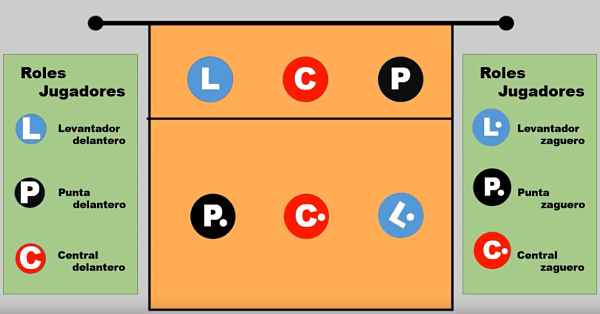 Roles
Jugadores
L Levantador
delantero
P Punta
delantero
C Central
delantero
L C P
P. C. L.
Roles
Jugadores
L. Levantador
zaguero
P. Punta
zaguero
C. Central
zaguero